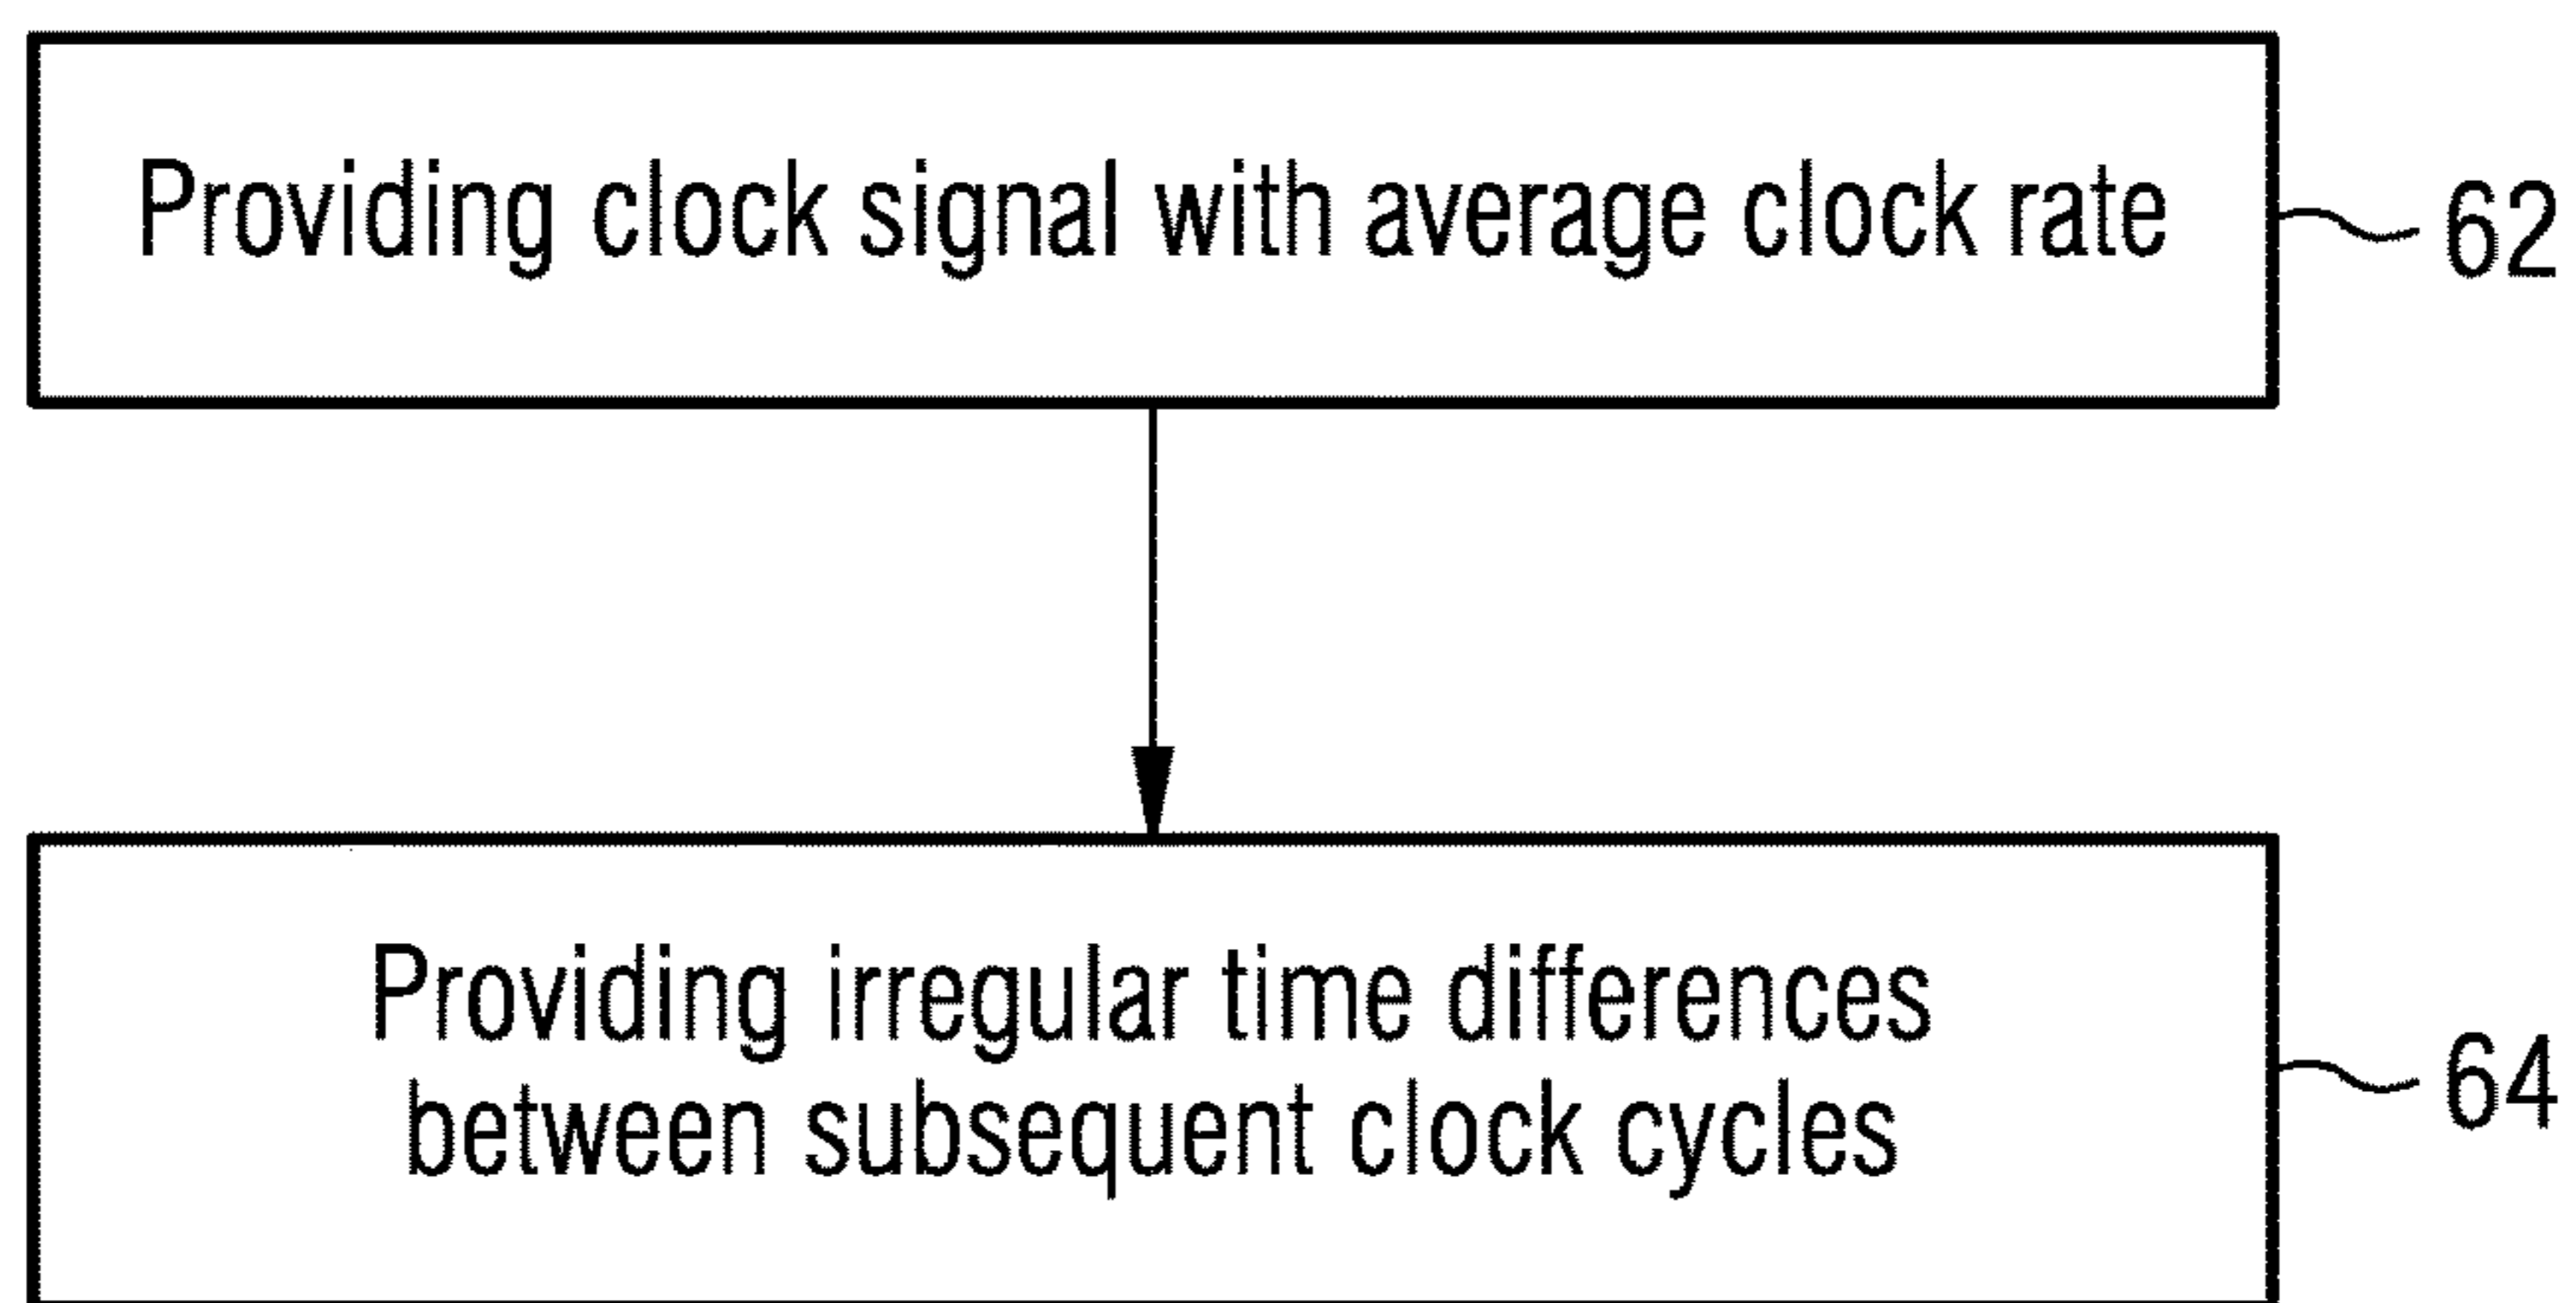 Providing clock signal with average clock rate
62
Providing irregular time differences
between subsequent clock cycles
64